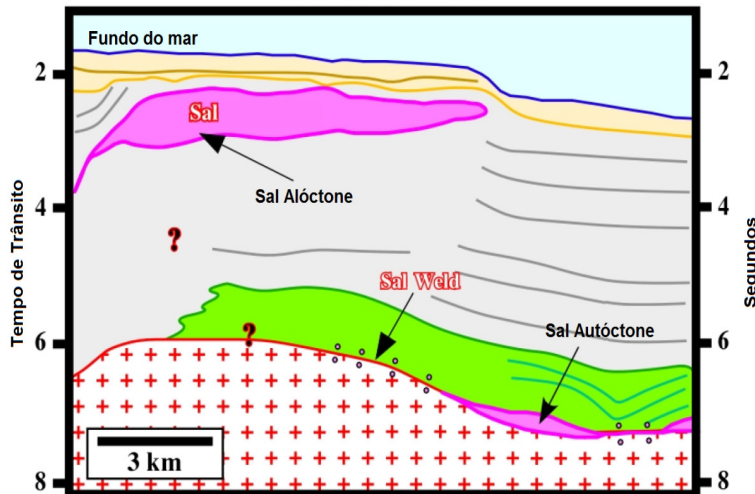 Fundo do mar
2
2
Sal
Sal Alóctone
4
4
?
Sal Weld
Sal Autóctone
?
6
6
3 km
8
8
Tempo de Trânsito
Segundos